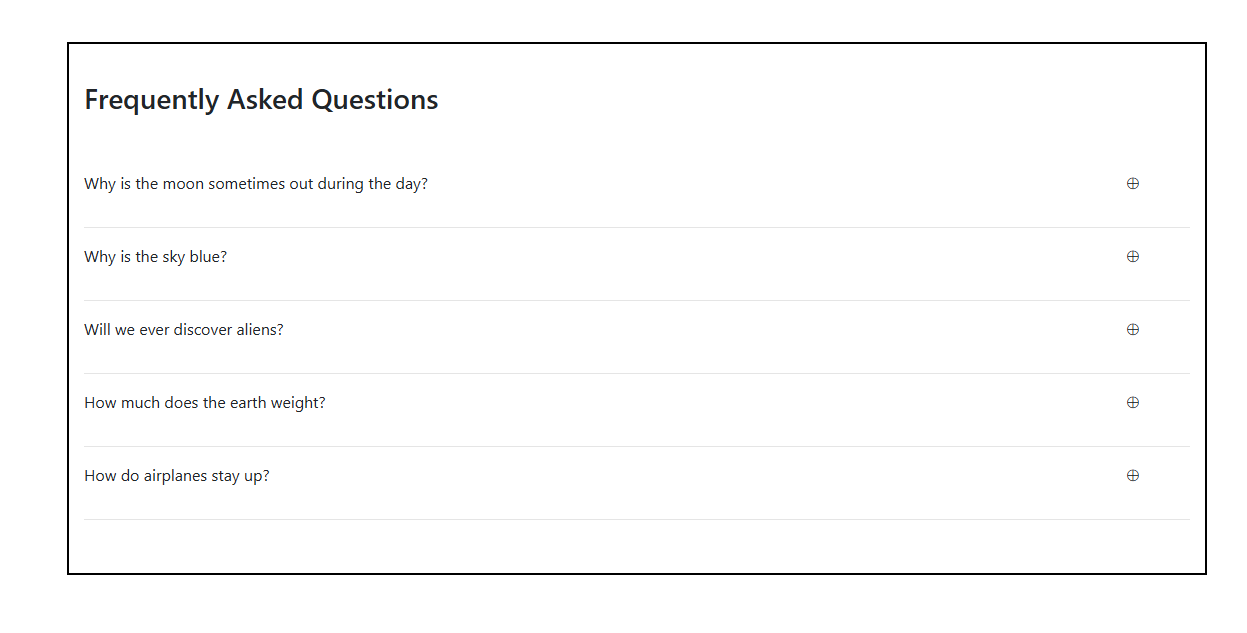 Frequently Asked Questions
Why is the moon sometimes out during the day?
Why is the sky blue?
Will we ever discover aliens?
How much does the earth weight?
How do airplanes stay up?